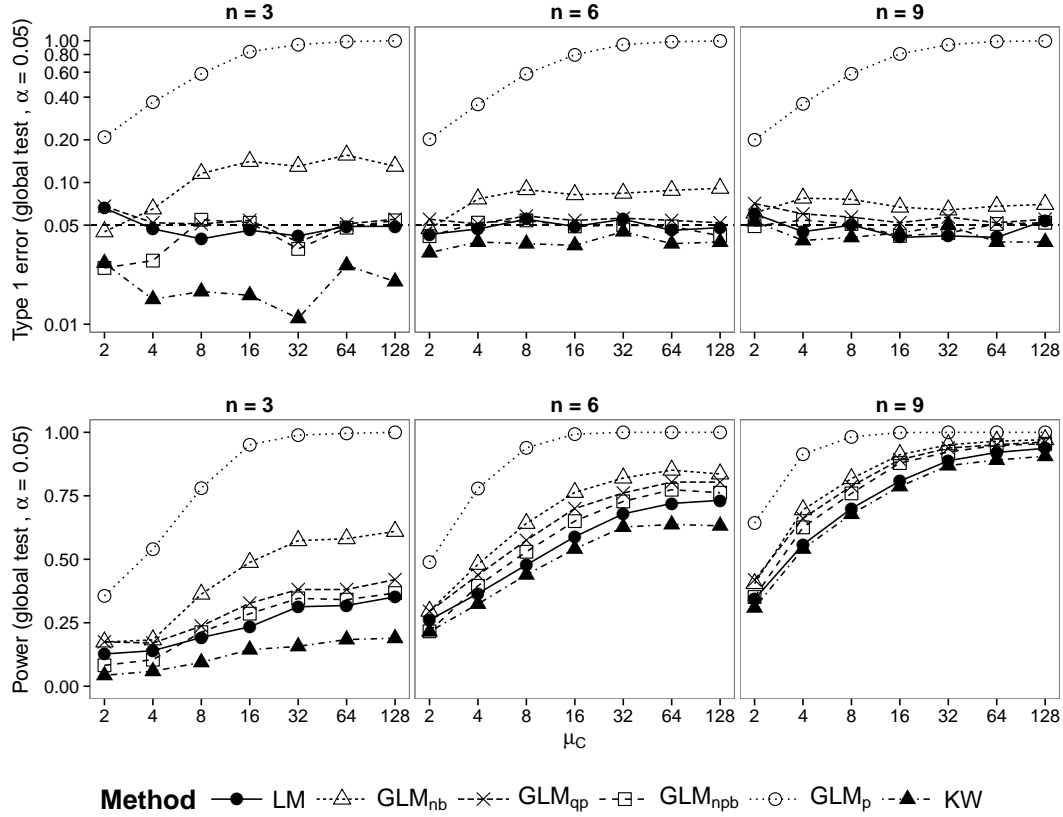 n = 3 n = 6 n = 9
Type 1 error (global test , α = 0.05)
1.00
0.80
0.60
0.40
0.20
0.10
0.05
0.01
2 4 8 16 32 64 128 2 4 8 16 32 64 128 2 4 8 16 32 64 128
n = 3 n = 6 n = 9
Power (global test , α = 0.05)
1.00
0.75
0.50
0.25
0.00
2 4 8 16 32 64 128 2 4 8 16 32 64 128 2 4 8 16 32 64 128
μC
Method LM GLMnb GLMqp GLMnpb GLMp KW